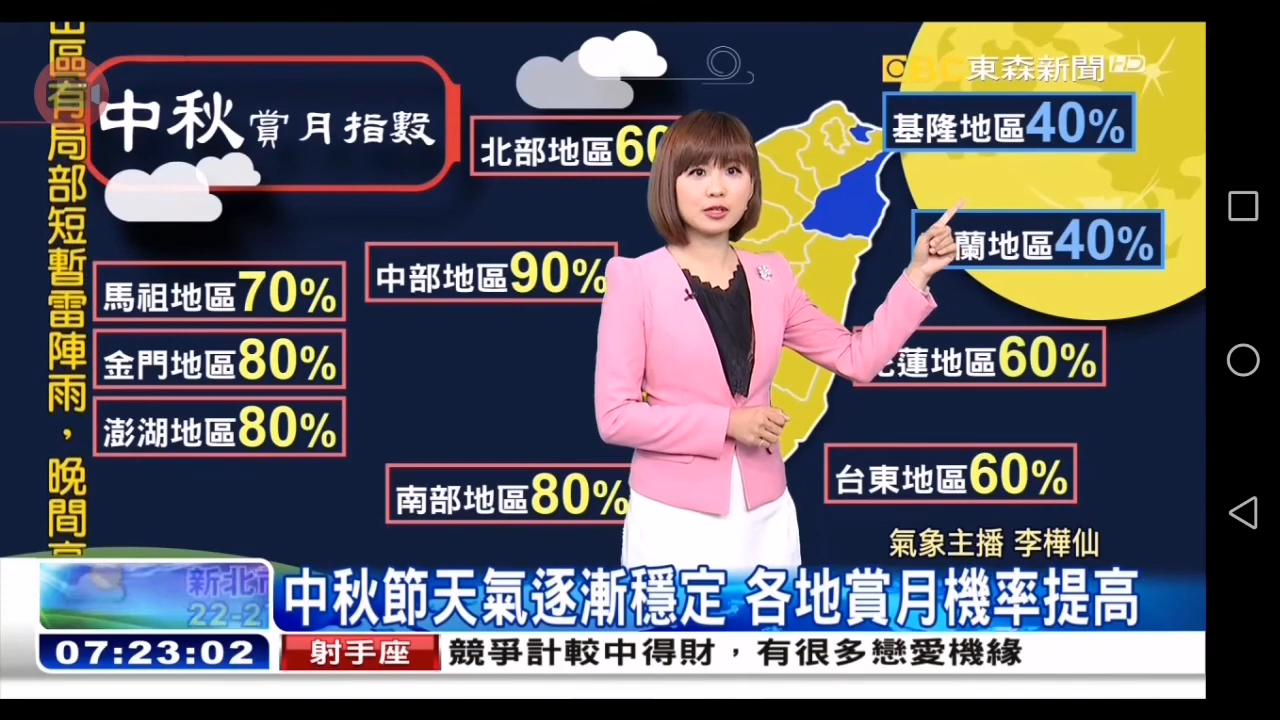 山區有局部短暫雷陣雨，晚間高
中秋賞月指數
EBC 東森新聞 HD
北部地區60
基隆地區40%
蘭地區40%
中部地區90%
馬祖地區70%
金門地區80%
澎湖地區80%
花蓮地區60%
南部地區80%
台東地區60%
氣象主播 李樺仙
新北市
22-2
中秋節天氣逐漸穩定 各地賞月機率提高
07:23:02
射手座
競爭計較中得財，有很多戀愛機緣